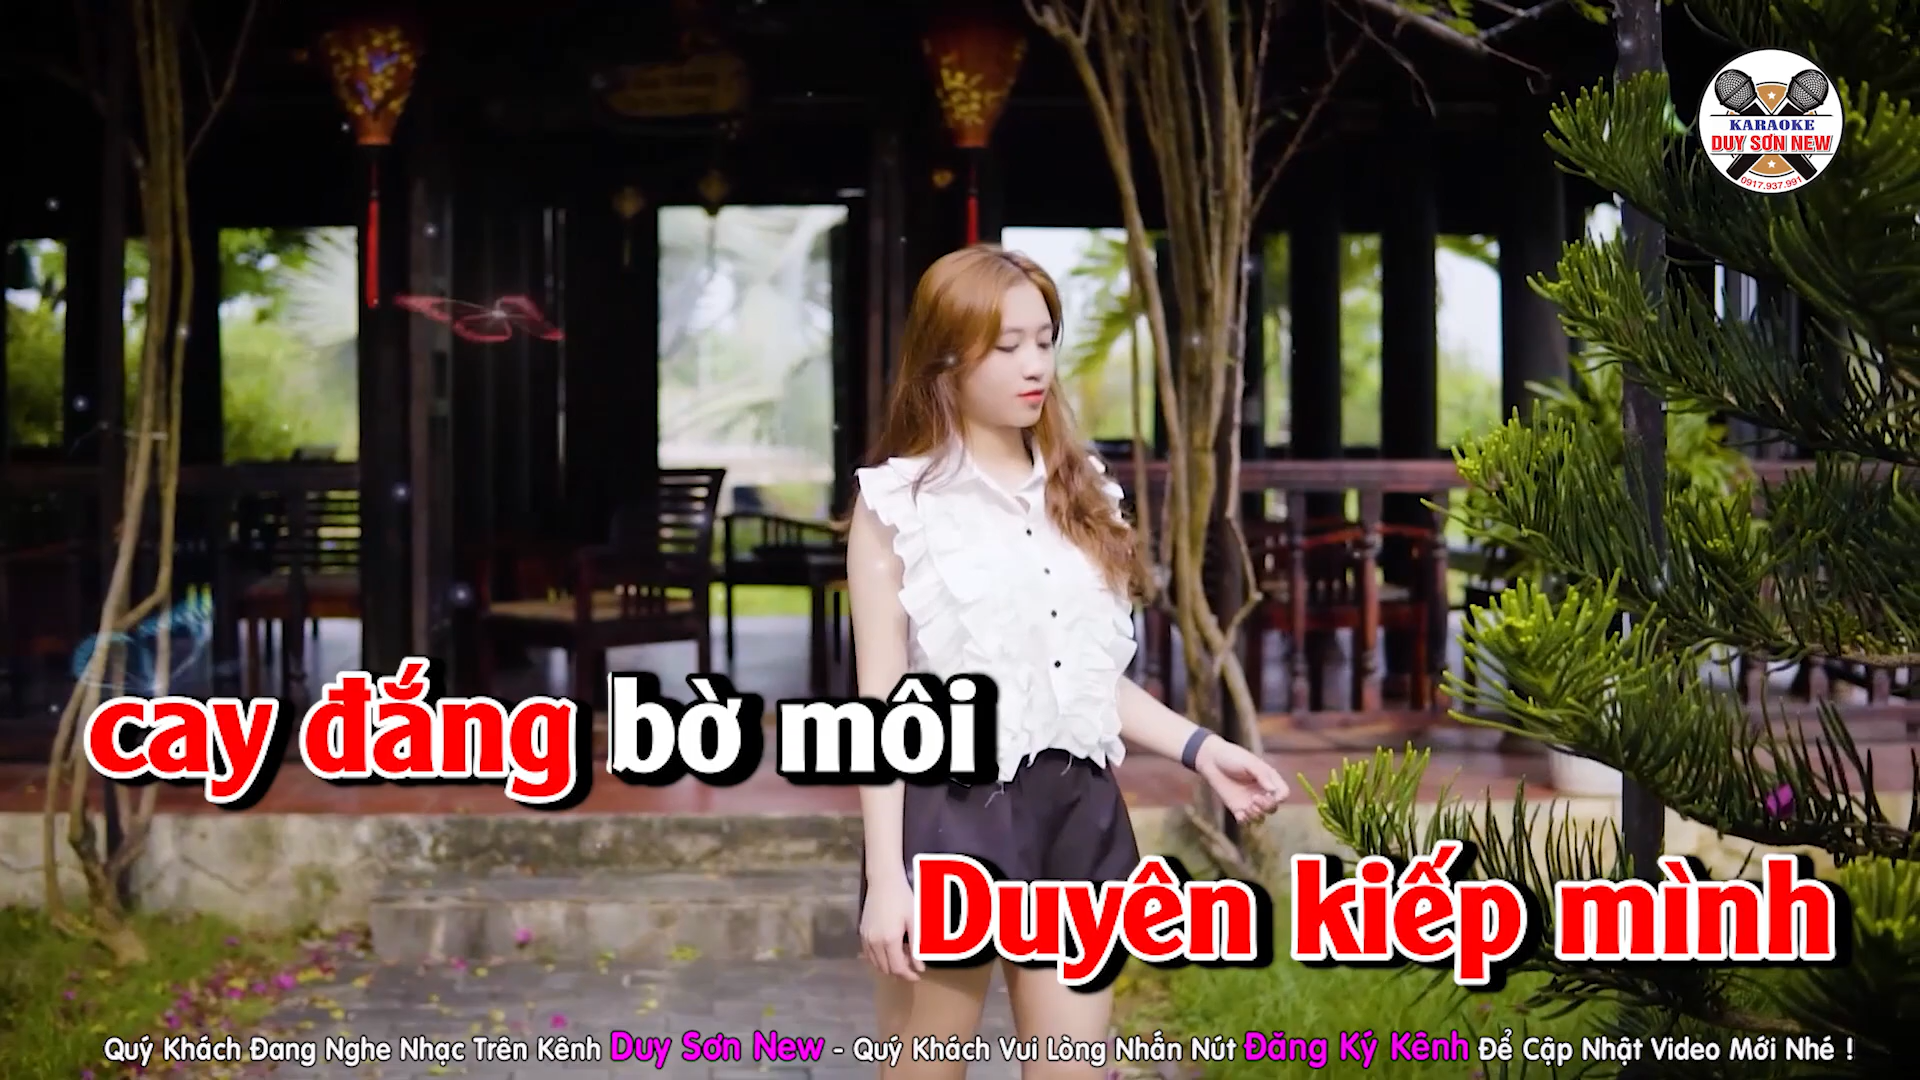 KARAOKE
DUY SƠN NEW
0917.937.991
cay đắng bờ môi
Duyên kiếp mình
Quý Khách Đang Nghe Nhạc Trên Kênh Duy Sơn New - Quý Khách Vui Lòng Nhấn Nút Đăng Ký Kênh Để Cập Nhật Video Mới Nhé !